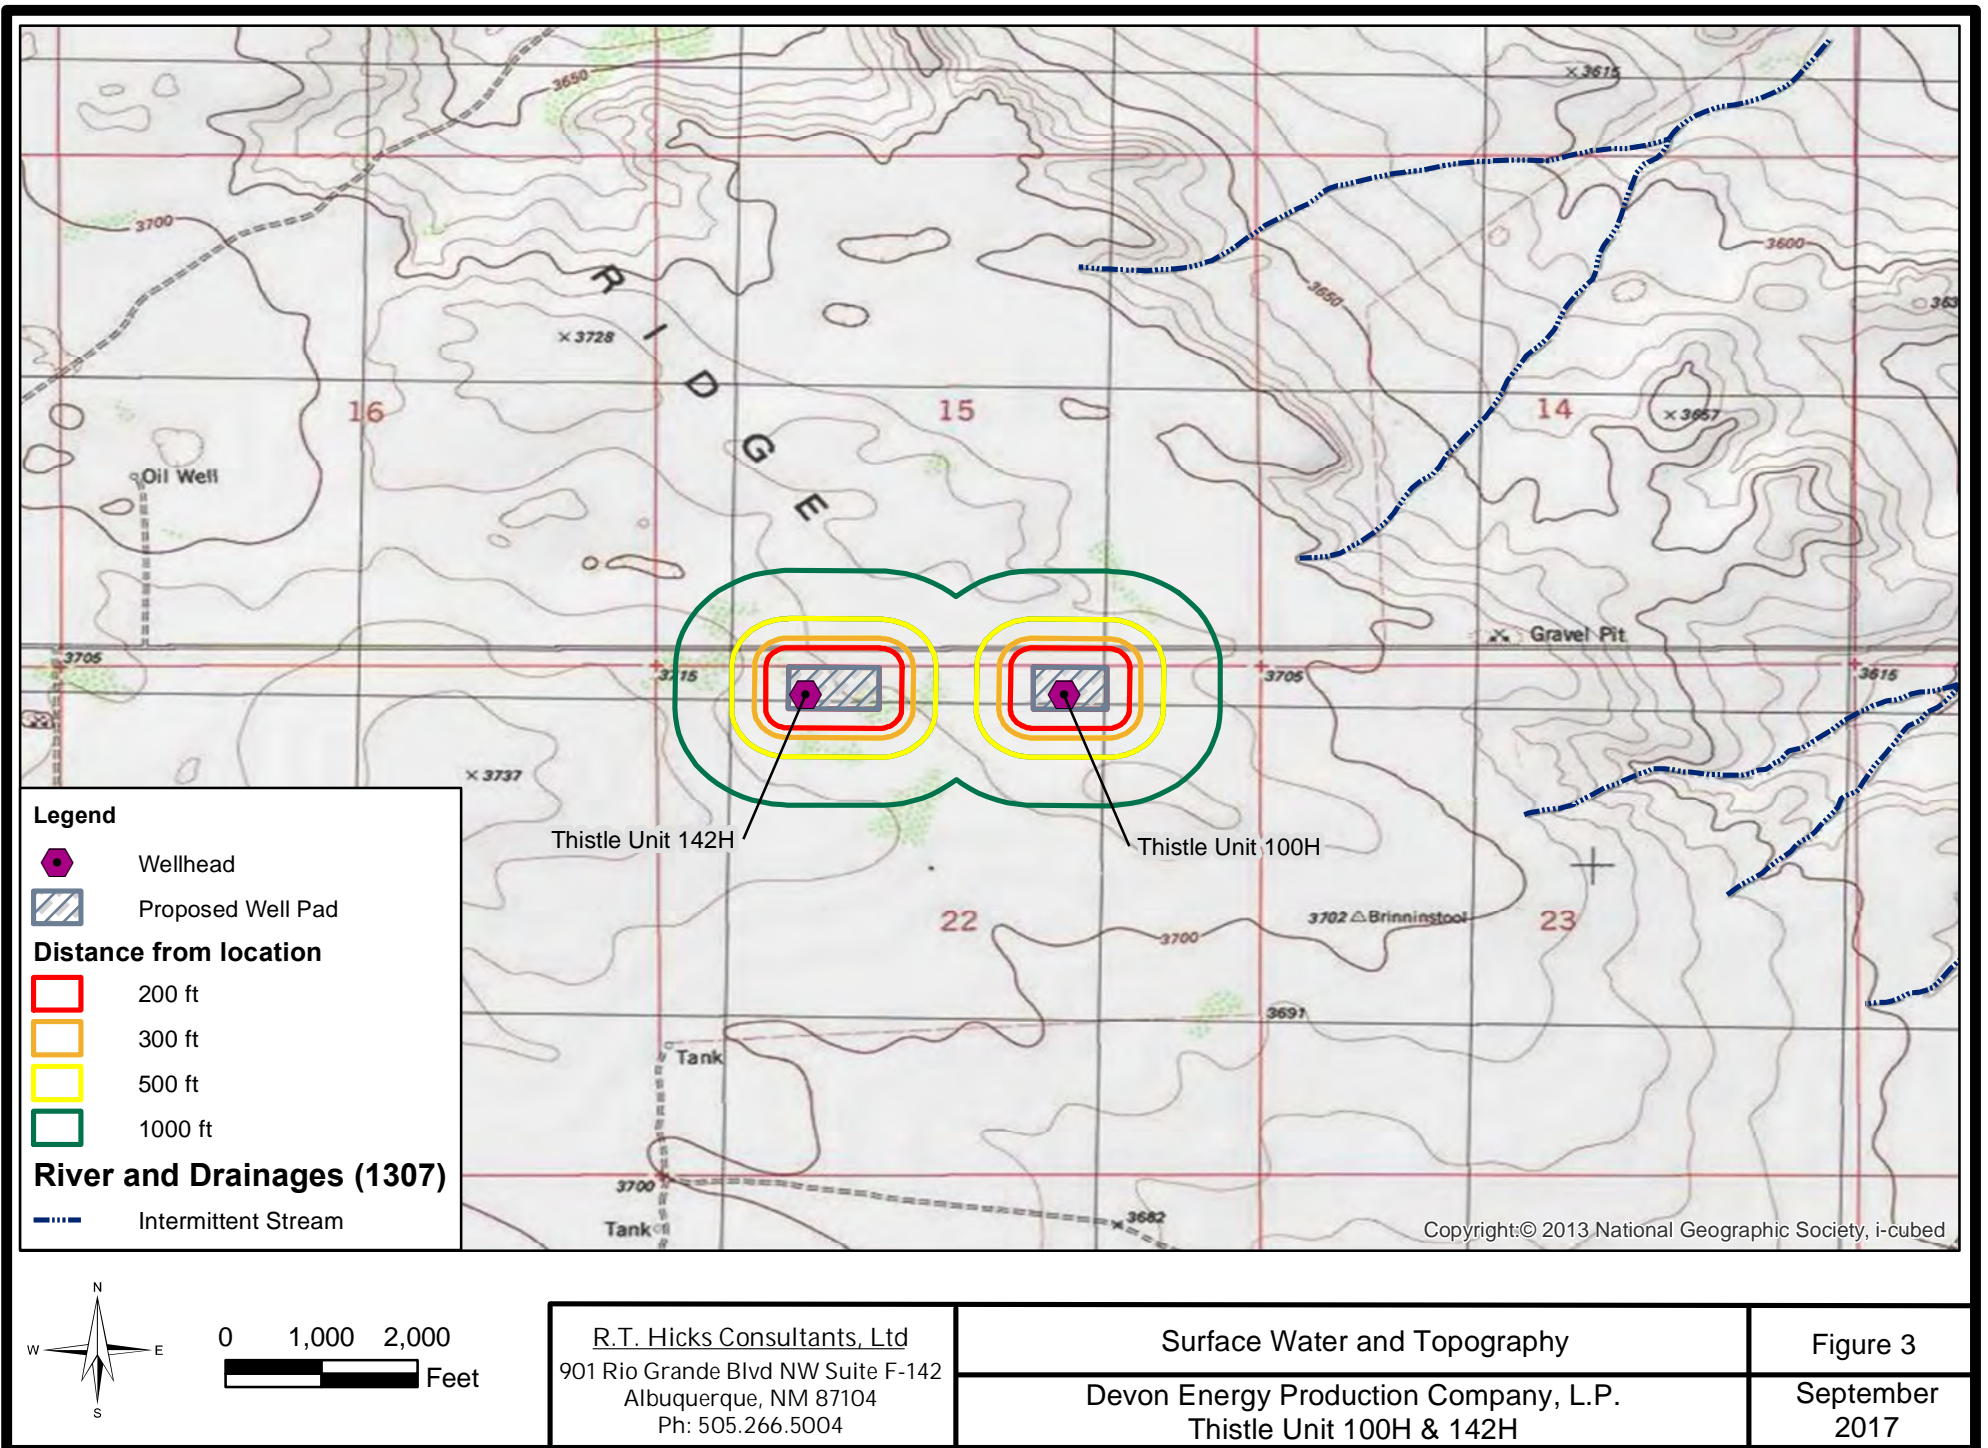 3615
3650
3700
3600
3650
363
RIDGE
3728
16
15
14
3657
Oil Well
Gravel Pit
3705
3715
3705
3615
3737
Thistle Unit 142H
Thistle Unit 100H
22
3702 Brinninstool
23
3700
3691
Tank
3700
3682
Tank
Copyright:© 2013 National Geographic Society, i-cubed
Legend
Wellhead
Proposed Well Pad
Distance from location
200 ft
300 ft
500 ft
1000 ft
River and Drainages (1307)
Intermittent Stream
N
W E
S
0 1,000 2,000
Feet
R.T. Hicks Consultants, Ltd
901 Rio Grande Blvd NW Suite F-142
Albuquerque, NM 87104
Ph: 505.266.5004
Surface Water and Topography
Devon Energy Production Company, L.P.
Thistle Unit 100H & 142H
Figure 3
September
2017